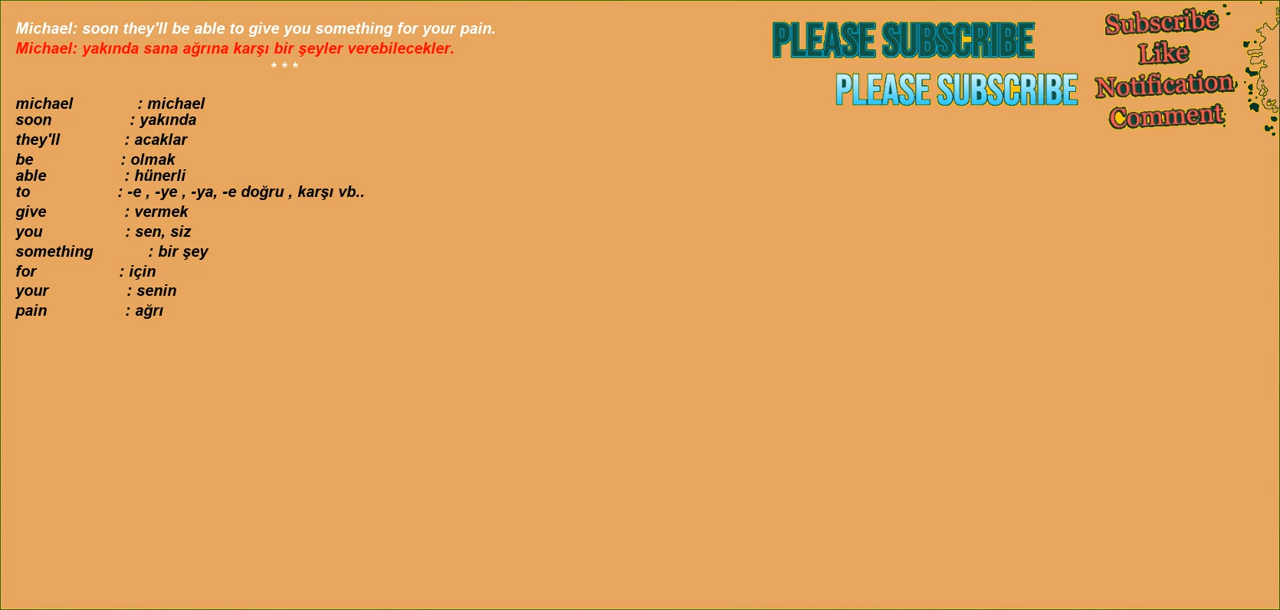 Michael: soon they'll be able to give you something for your pain.
Michael: yakında sana ağrına karşı bir şeyler verebilecekler.
* * *
michael : michael
soon : yakında
they'll : acaklar
be : olmak
able : hünerli
to : -e , -ye , -ya, -e doğru , karşı vb..
give : vermek
you : sen, siz
something : bir şey
for : için
your : senin
pain : ağrı
PLEASE SUBSCRIBE
PLEASE SUBSCRIBE
Subscribe
Like
Notification
Comment